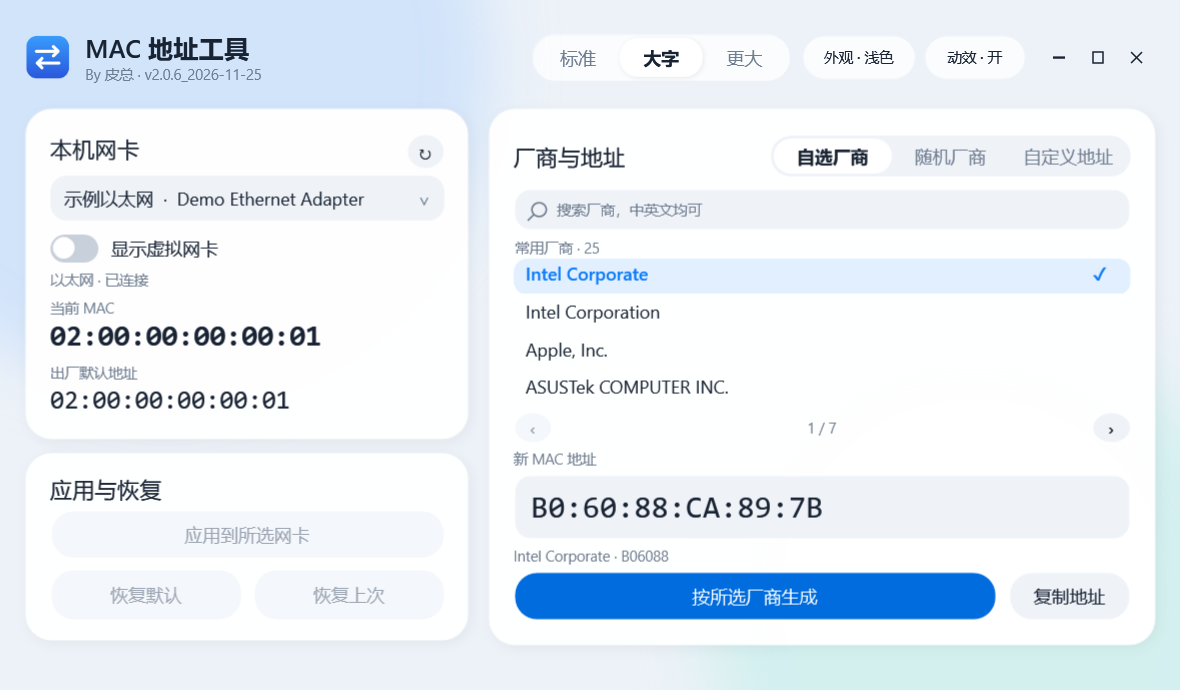 MAC 地址工具
By 皮总 · v2.0.6_2026-11-25
标准 大字 更大 外观 · 浅色 动效 · 开
本机网卡
示例以太网 · Demo Ethernet Adapter
显示虚拟网卡
以太网 · 已连接
当前 MAC
02:00:00:00:00:01
出厂默认地址
02:00:00:00:00:01
应用与恢复
应用到所选网卡
恢复默认 恢复上次
厂商与地址
自选厂商 随机厂商 自定义地址
搜索厂商，中英文均可
常用厂商 · 25
Intel Corporate ✓
Intel Corporation
Apple, Inc.
ASUSTek COMPUTER INC.
‹ 1 / 7 ›
新 MAC 地址
B0:60:88:CA:89:7B
Intel Corporate · B06088
按所选厂商生成 复制地址